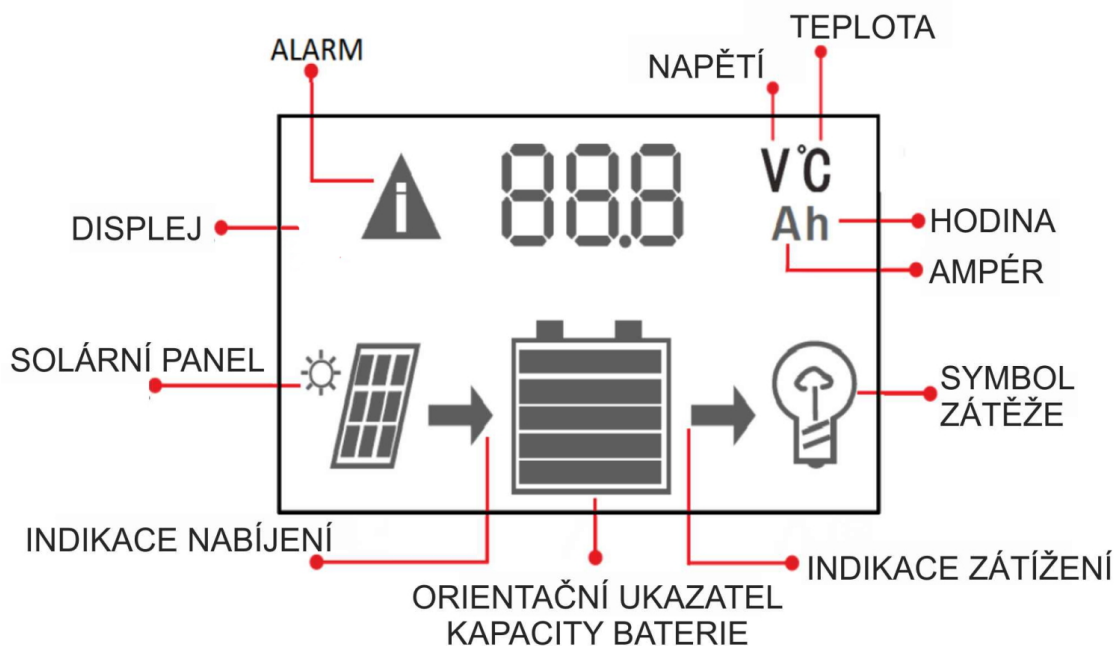 TEPLOTA
ALARM
NAPĚTÍ
88.8
V°C
Ah
DISPLEJ
HODINA
AMPÉR
SOLÁRNÍ PANEL
SYMBOL
ZÁTĚŽE
INDIKACE NABÍJENÍ
INDIKACE ZÁTÍŽENÍ
ORIENTAČNÍ UKAZATEL
KAPACITY BATERIE